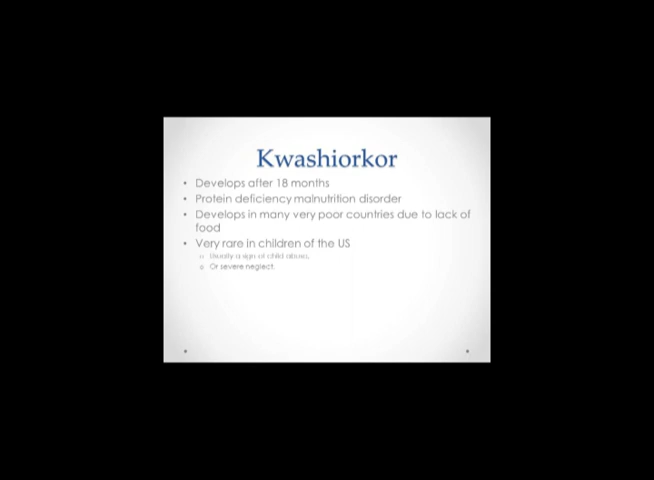 Kwashiorkor
• Develops after 18 months
• Protein deficiency malnutrition disorder
• Develops in many very poor countries due to lack of
food
• Very rare in children of the US
o Usually a sign of child abuse,
o Or severe neglect.